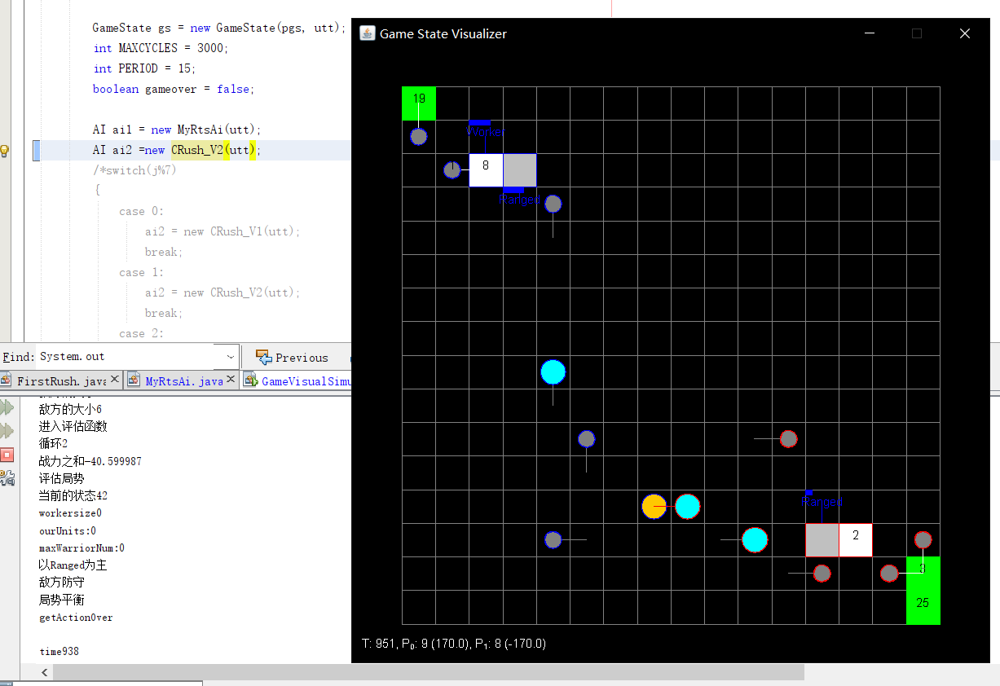 GameState gs = new GameState(pgs, utt);
int MAXCYCLES = 3000;
int PERIOD = 15;
boolean gameover = false;
AI ai1 = new MyRtsAi(utt);
AI ai2 =new CRush_V2(utt);
/*switch(j%7)
{
case 0:
ai2 = new CRush_V1(utt);
break;
case 1:
ai2 = new CRush_V2(utt);
break;
case 2:
Find: System.out
Previous
FirstRush.java
MyRtsAi.java
GameVisualSimu
敌方的大小6
进入评估函数
循环2
战力之和-40.599987
评估局势
当前的状态42
workersize0
ourUnits:0
maxWarriorNum:0
以Ranged为主
敌方防守
局势平衡
getActionOver
time938
Game State Visualizer
19
Worker
8
Ranged
Ranged
2
3
25
T: 951, P₀: 9 (170.0), P₁: 8 (-170.0)